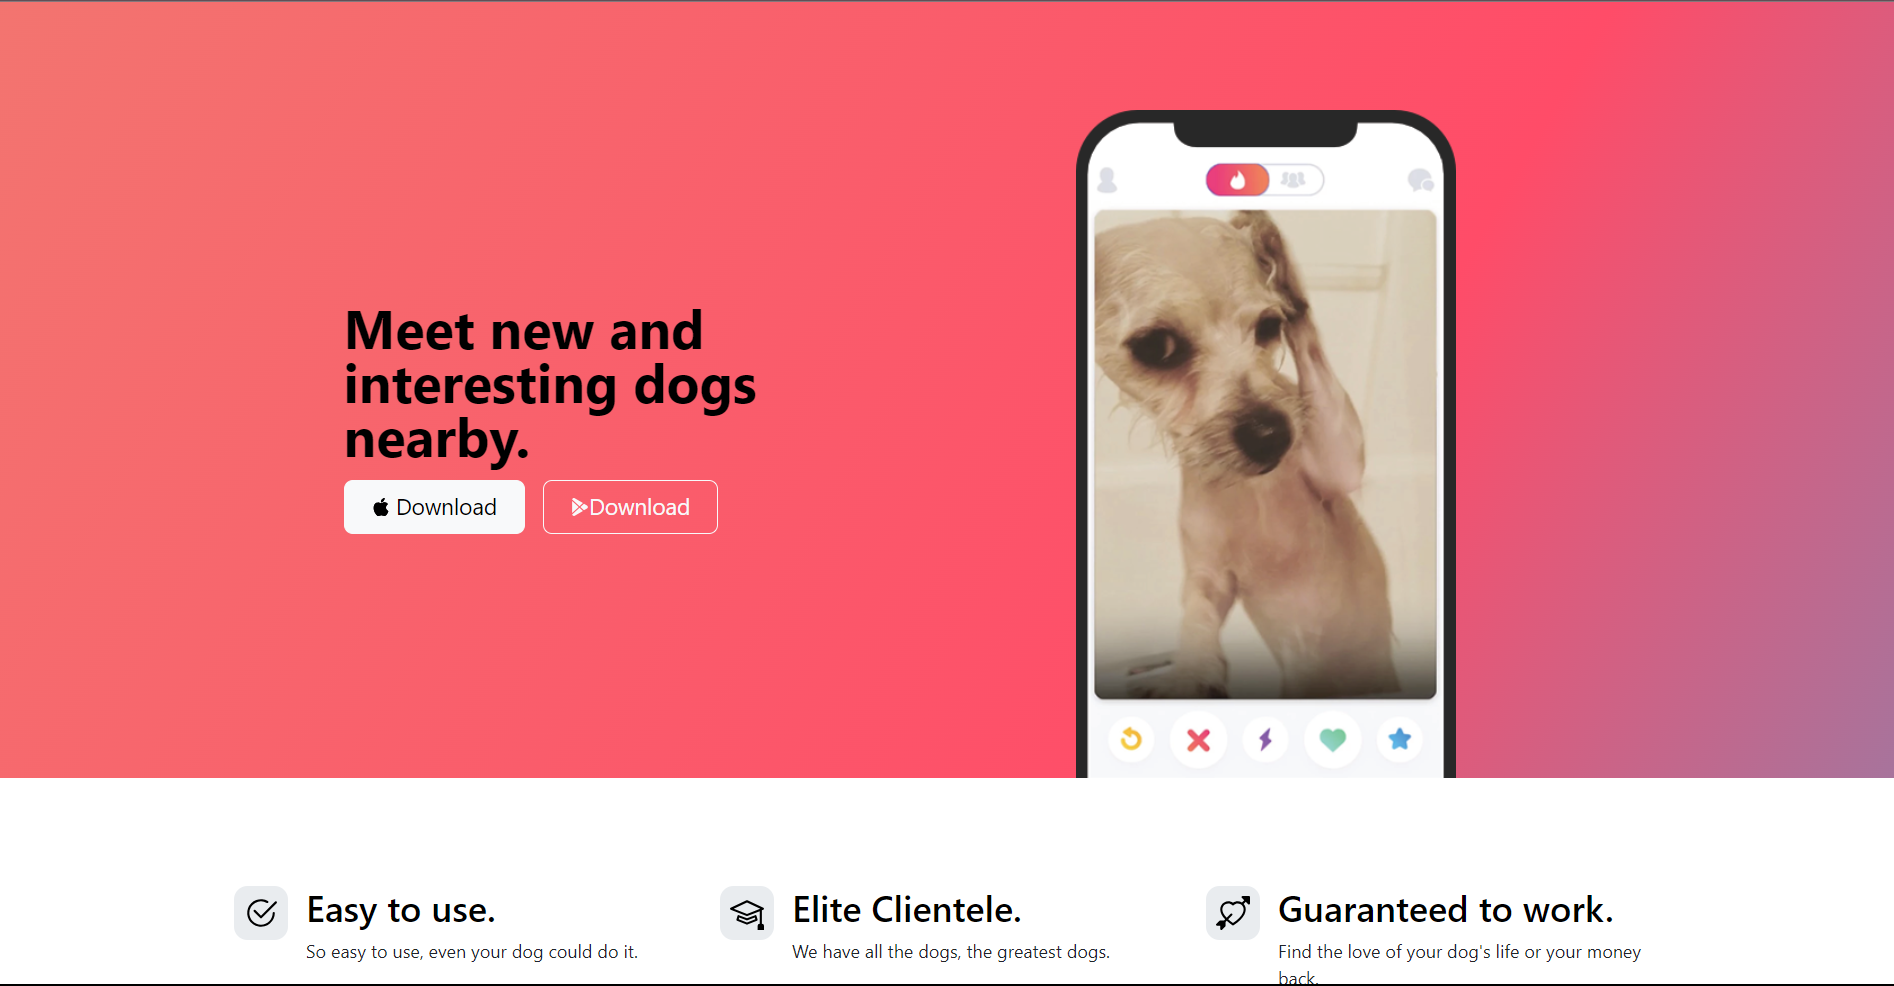 Meet new and
interesting dogs
nearby.
Download
Download
Easy to use.
So easy to use, even your dog could do it.
Elite Clientele.
We have all the dogs, the greatest dogs.
Guaranteed to work.
Find the love of your dog's life or your money
back.